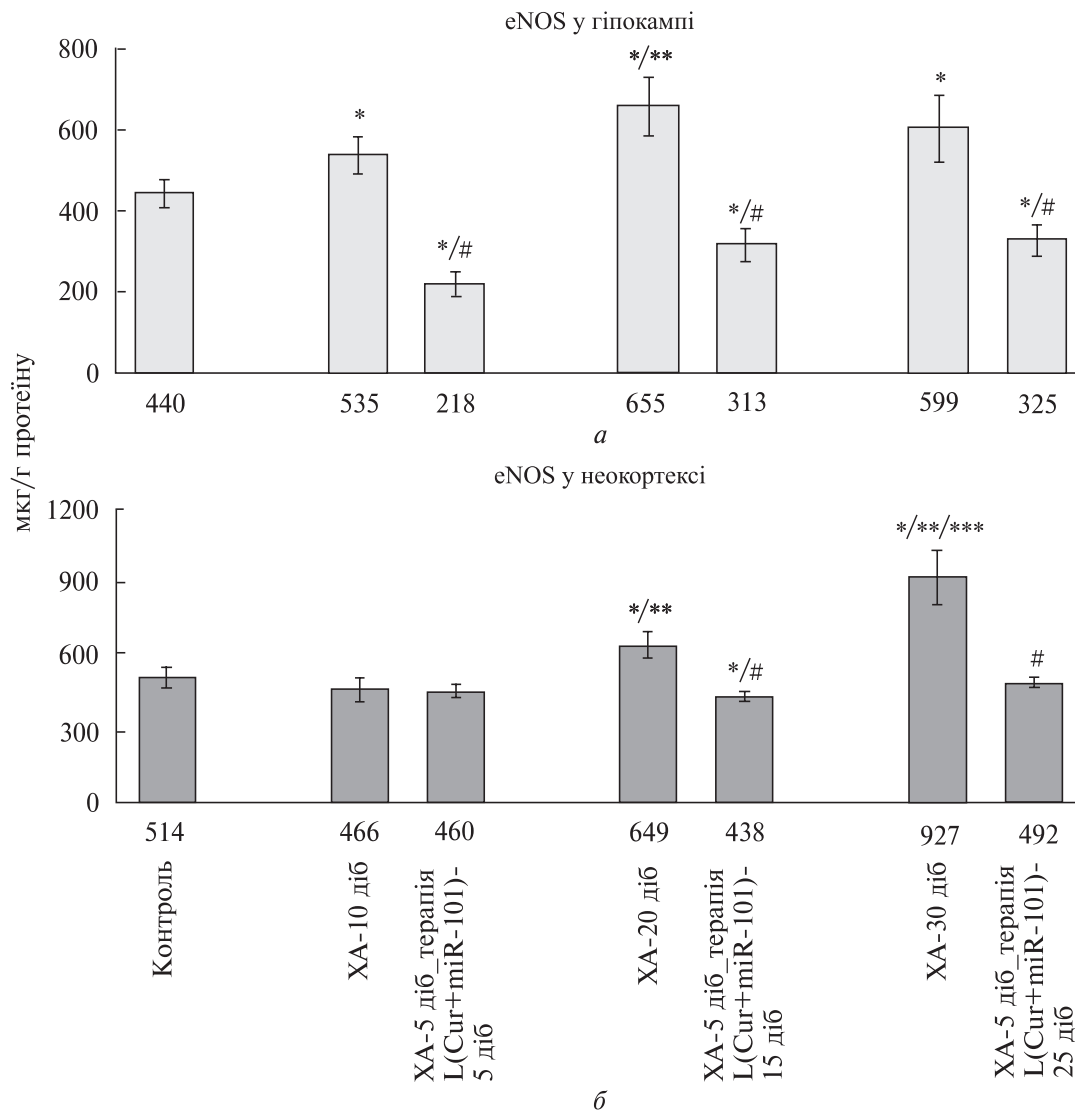 eNOS у гіпокампі
800
600
400
200
0
*
*/#
*/**
*/#
*
*/#
440 535 218 655 313 599 325
а
мкг/г протеїну
eNOS у неокортексі
1200
900
600
300
0
*/**
*/#
*/**/***
#
514 466 460 649 438 927 492
Контроль
ХА-10 діб
ХА-5 діб_терапія
L(Cur+miR-101)-
5 діб
ХА-20 діб
ХА-5 діб_терапія
L(Cur+miR-101)-
15 діб
ХА-30 діб
ХА-5 діб_терапія
L(Cur+miR-101)-
25 діб
б